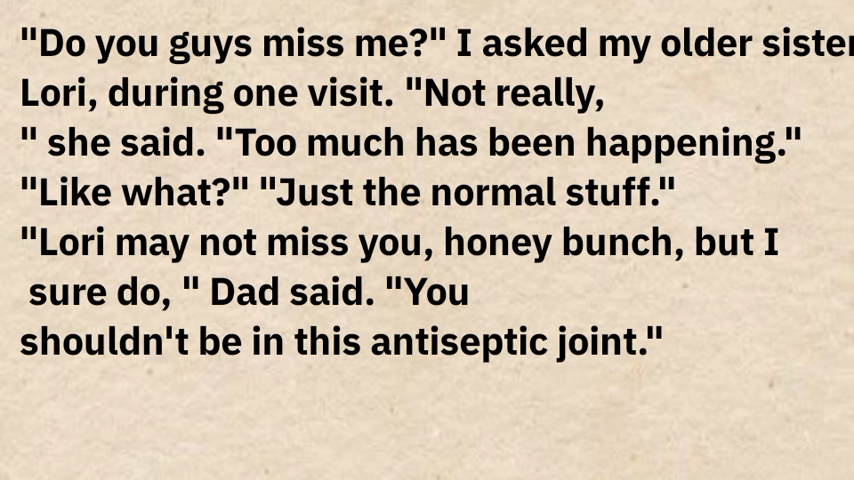 "Do you guys miss me?" I asked my older sister
Lori, during one visit. "Not really,
" she said. "Too much has been happening."
"Like what?" "Just the normal stuff."
"Lori may not miss you, honey bunch, but I
sure do, " Dad said. "You
shouldn't be in this antiseptic joint."